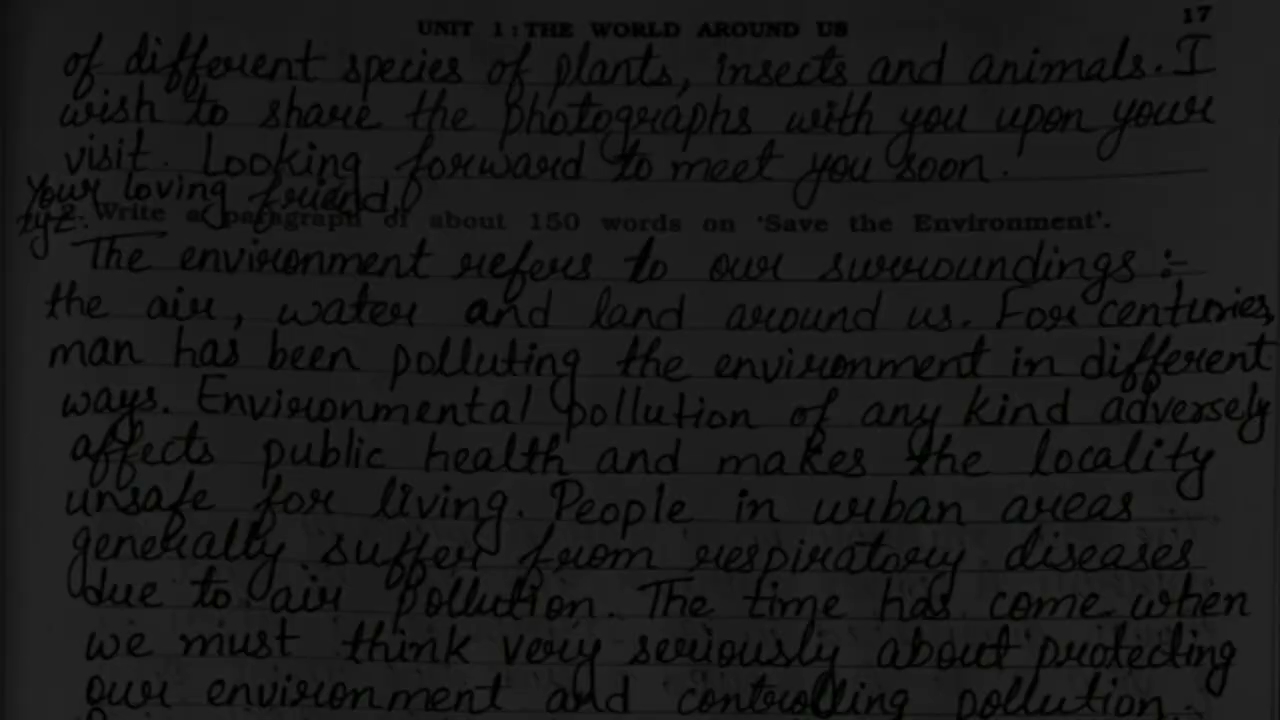 17
UNIT 1 : THE WORLD AROUND US
of different species of plants, insects and animals. I
wish to share the photographs with you upon your
visit. Looking forward to meet you soon.
Your loving friend,
2. Write a paragraph of about 150 words on 'Save the Environment'.
The environment refers to our surroundings :-
the air, water and land around us. For centuries,
man has been polluting the environment in different
ways. Environmental pollution of any kind adversely
affects public health and makes the locality
unsafe for living. People in urban areas
generally suffer from respiratory diseases
due to air pollution. The time has come when
we must think very seriously about protecting
our environment and controlling pollution.